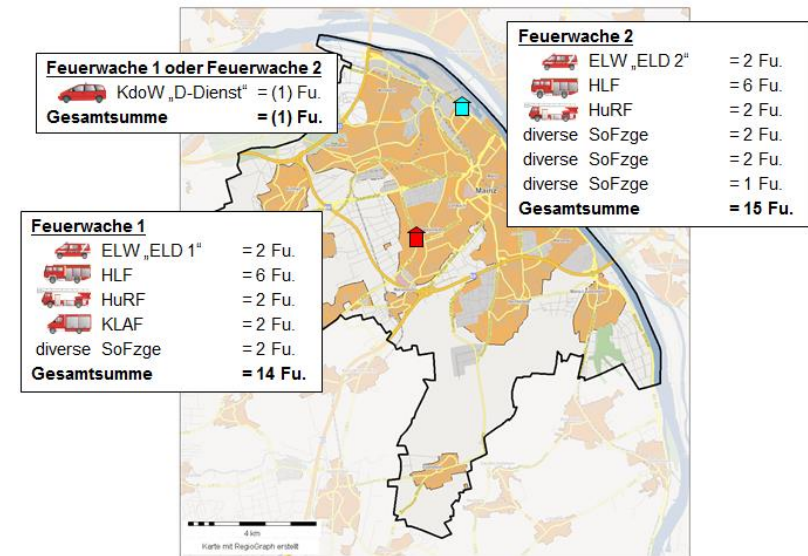 Feuerwache 1 oder Feuerwache 2
KdoW „D-Dienst“ = (1) Fu.
Gesamtsumme = (1) Fu.
Feuerwache 2
ELW „ELD 2“ = 2 Fu.
HLF = 6 Fu.
HuRF = 2 Fu.
diverse SoFzge = 2 Fu.
diverse SoFzge = 2 Fu.
diverse SoFzge = 1 Fu.
Gesamtsumme = 15 Fu.
Feuerwache 1
ELW „ELD 1“ = 2 Fu.
HLF = 6 Fu.
HuRF = 2 Fu.
KLAF = 2 Fu.
diverse SoFzge = 2 Fu.
Gesamtsumme = 14 Fu.
Mainz
4 km
Karte mit RegioGraph erstellt